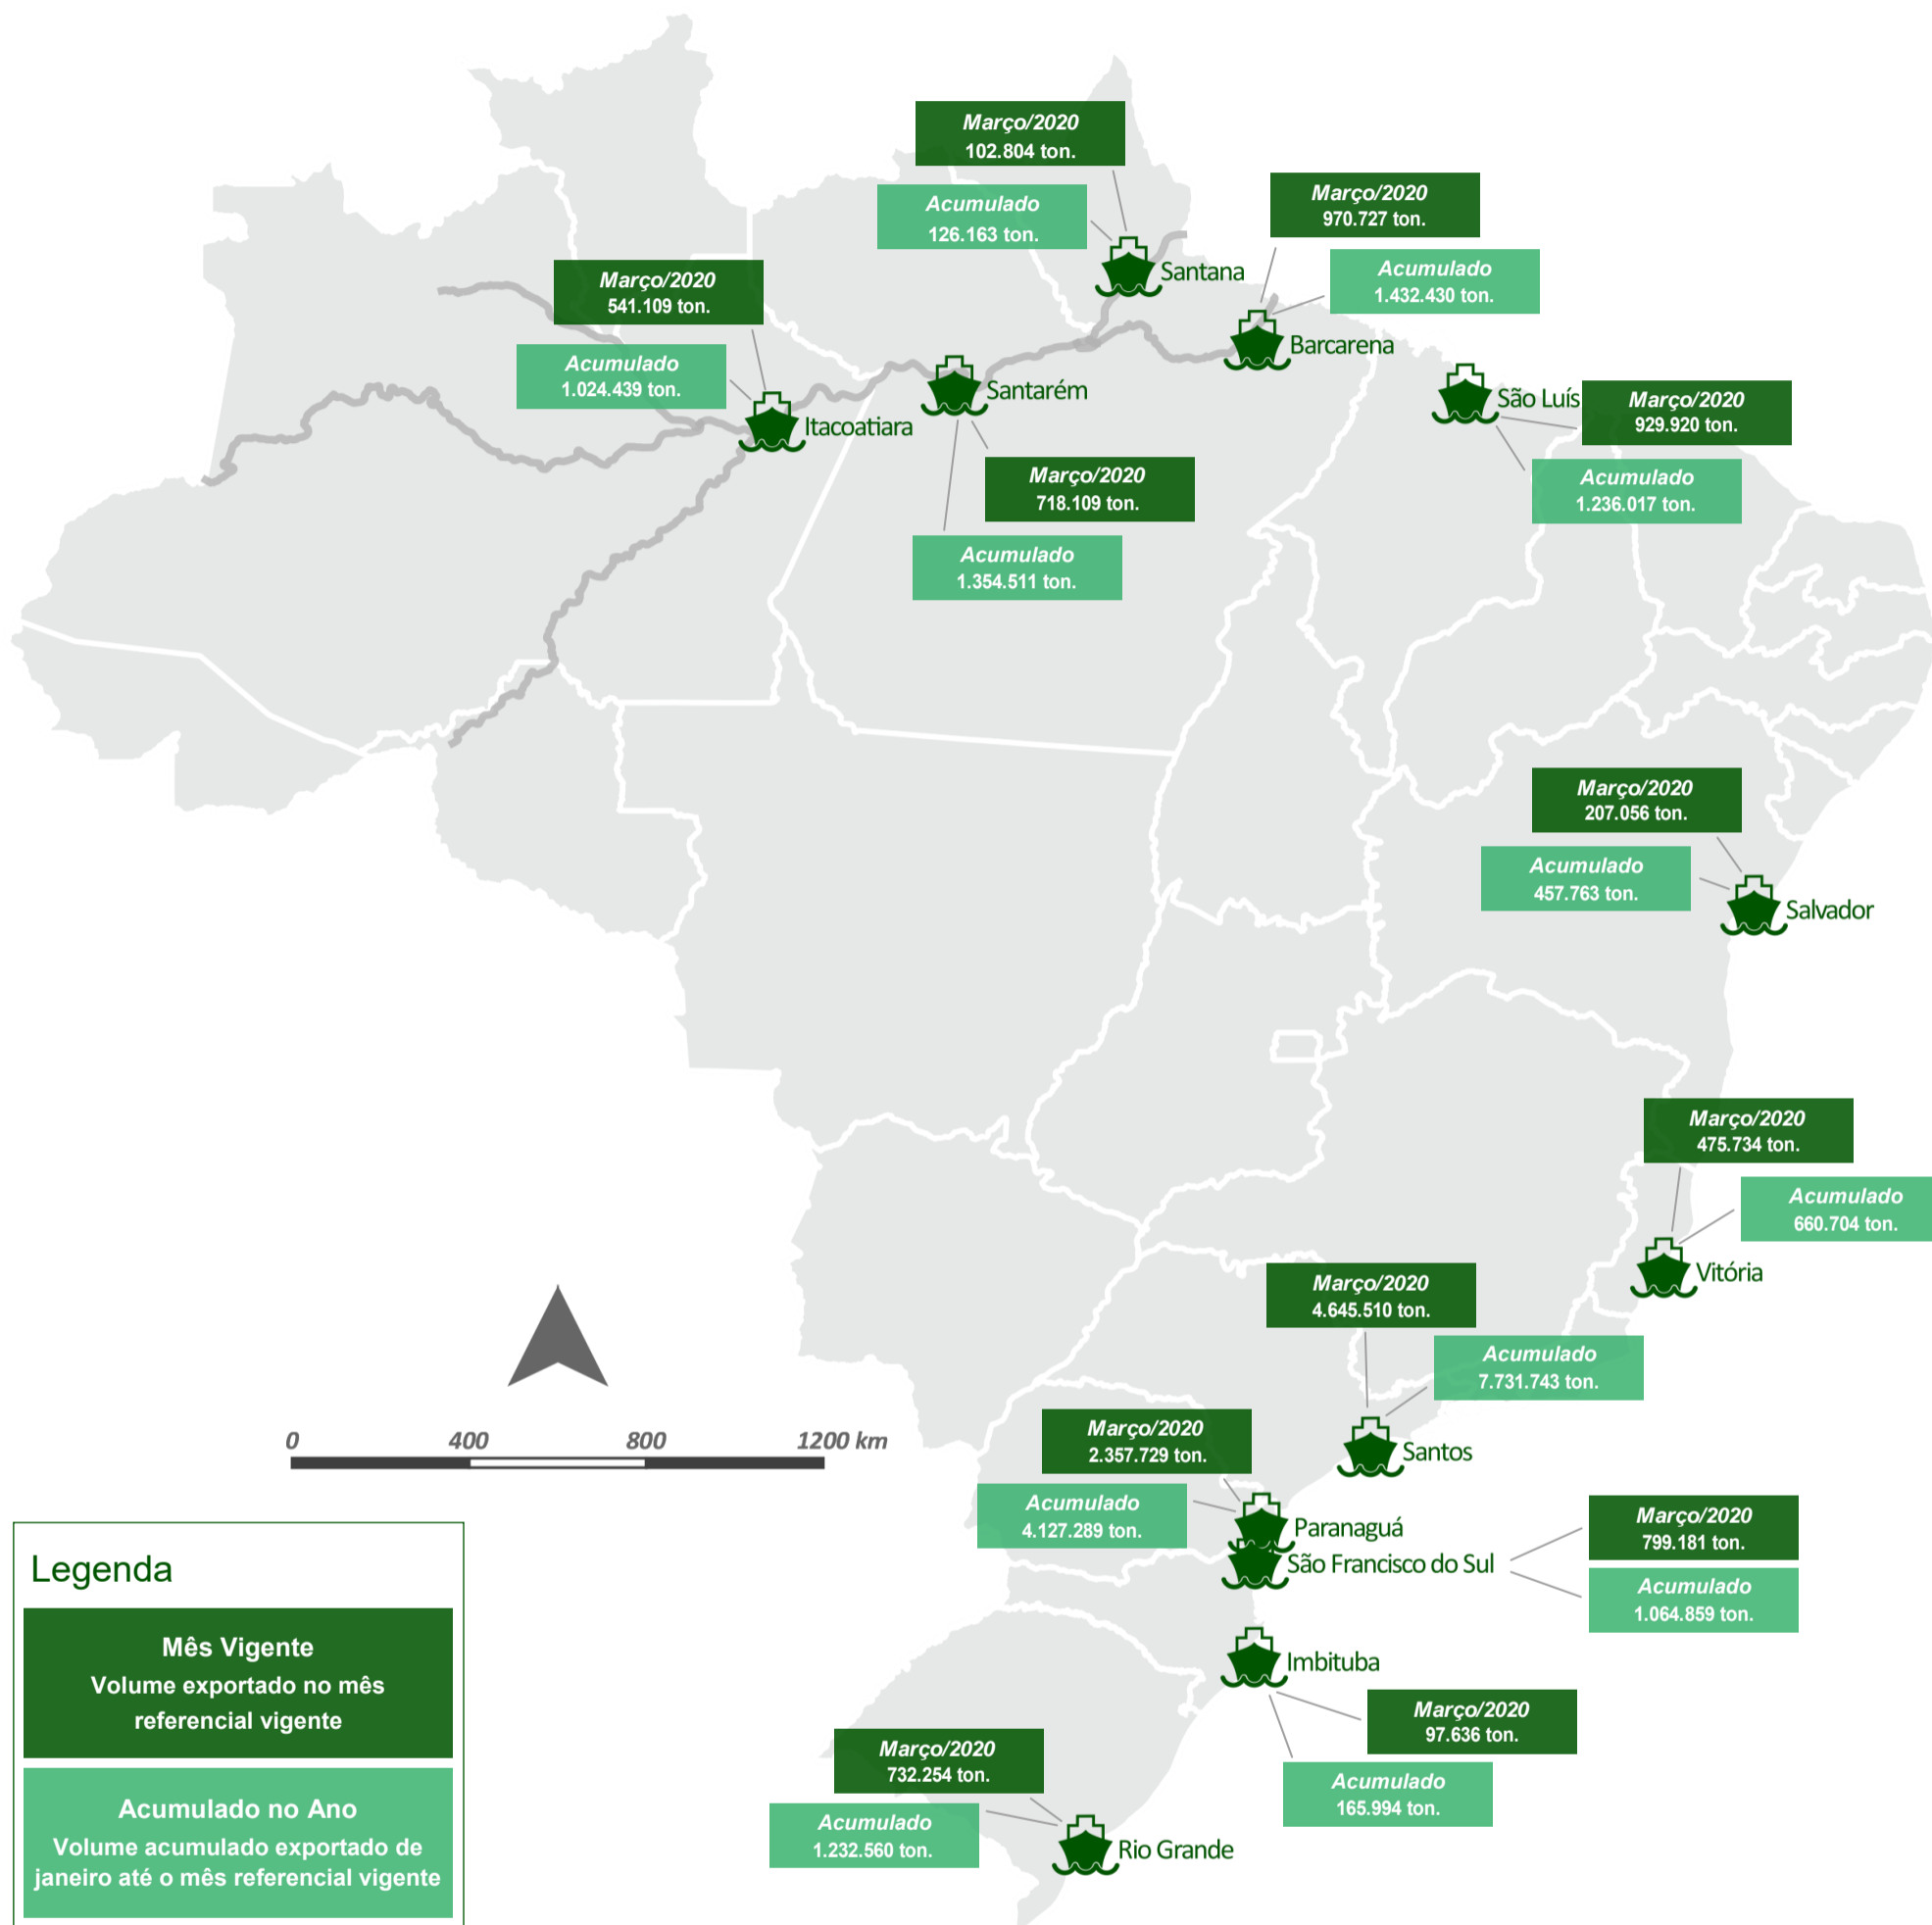 Março/2020
102.804 ton.
Acumulado
126.163 ton.
Santana
Março/2020
970.727 ton.
Acumulado
1.432.430 ton.
Barcarena
Março/2020
541.109 ton.
Acumulado
1.024.439 ton.
Itacoatiara
Santarém
Março/2020
718.109 ton.
Acumulado
1.354.511 ton.
São Luís
Março/2020
929.920 ton.
Acumulado
1.236.017 ton.
Março/2020
207.056 ton.
Acumulado
457.763 ton.
Salvador
Março/2020
475.734 ton.
Acumulado
660.704 ton.
Vitória
Março/2020
4.645.510 ton.
Acumulado
7.731.743 ton.
Santos
Março/2020
2.357.729 ton.
Acumulado
4.127.289 ton.
Paranaguá
São Francisco do Sul
Março/2020
799.181 ton.
Acumulado
1.064.859 ton.
Imbituba
Março/2020
97.636 ton.
Acumulado
165.994 ton.
Março/2020
732.254 ton.
Acumulado
1.232.560 ton.
Rio Grande
0 400 800 1200 km
Legenda
Mês Vigente
Volume exportado no mês
referencial vigente
Acumulado no Ano
Volume acumulado exportado de
janeiro até o mês referencial vigente